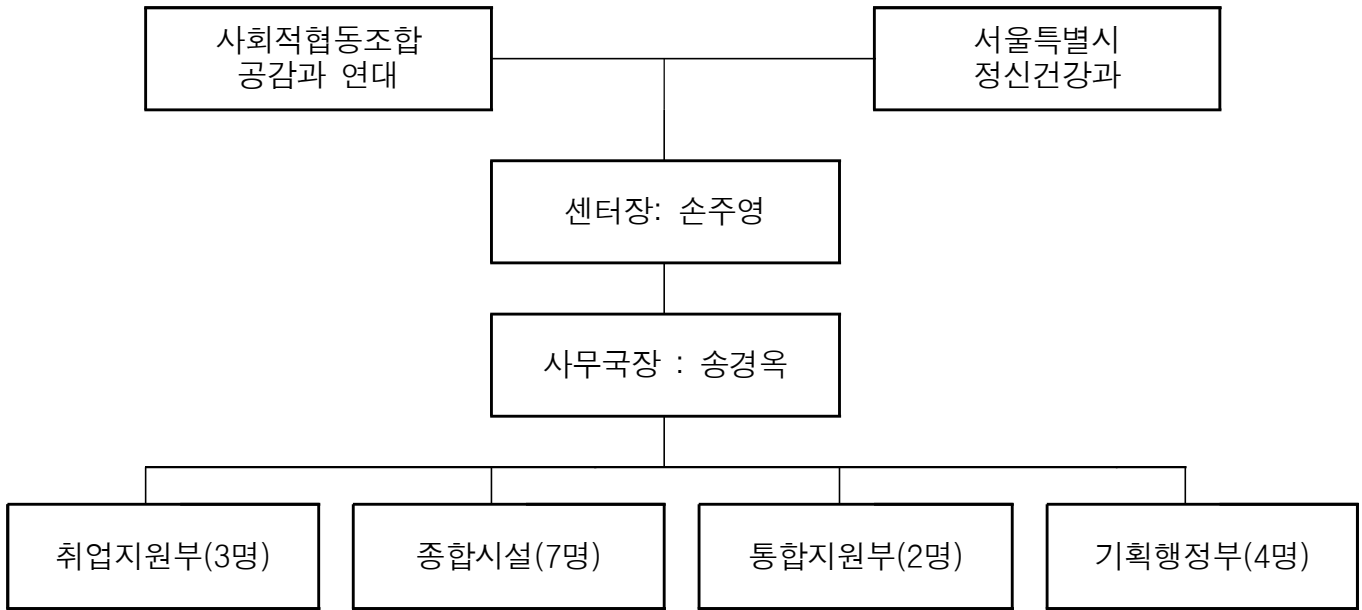 사회적협동조합
공감과 연대
서울특별시
정신건강과
센터장: 손주영
사무국장 : 송경옥
취업지원부(3명)
종합시설(7명)
통합지원부(2명)
기획행정부(4명)